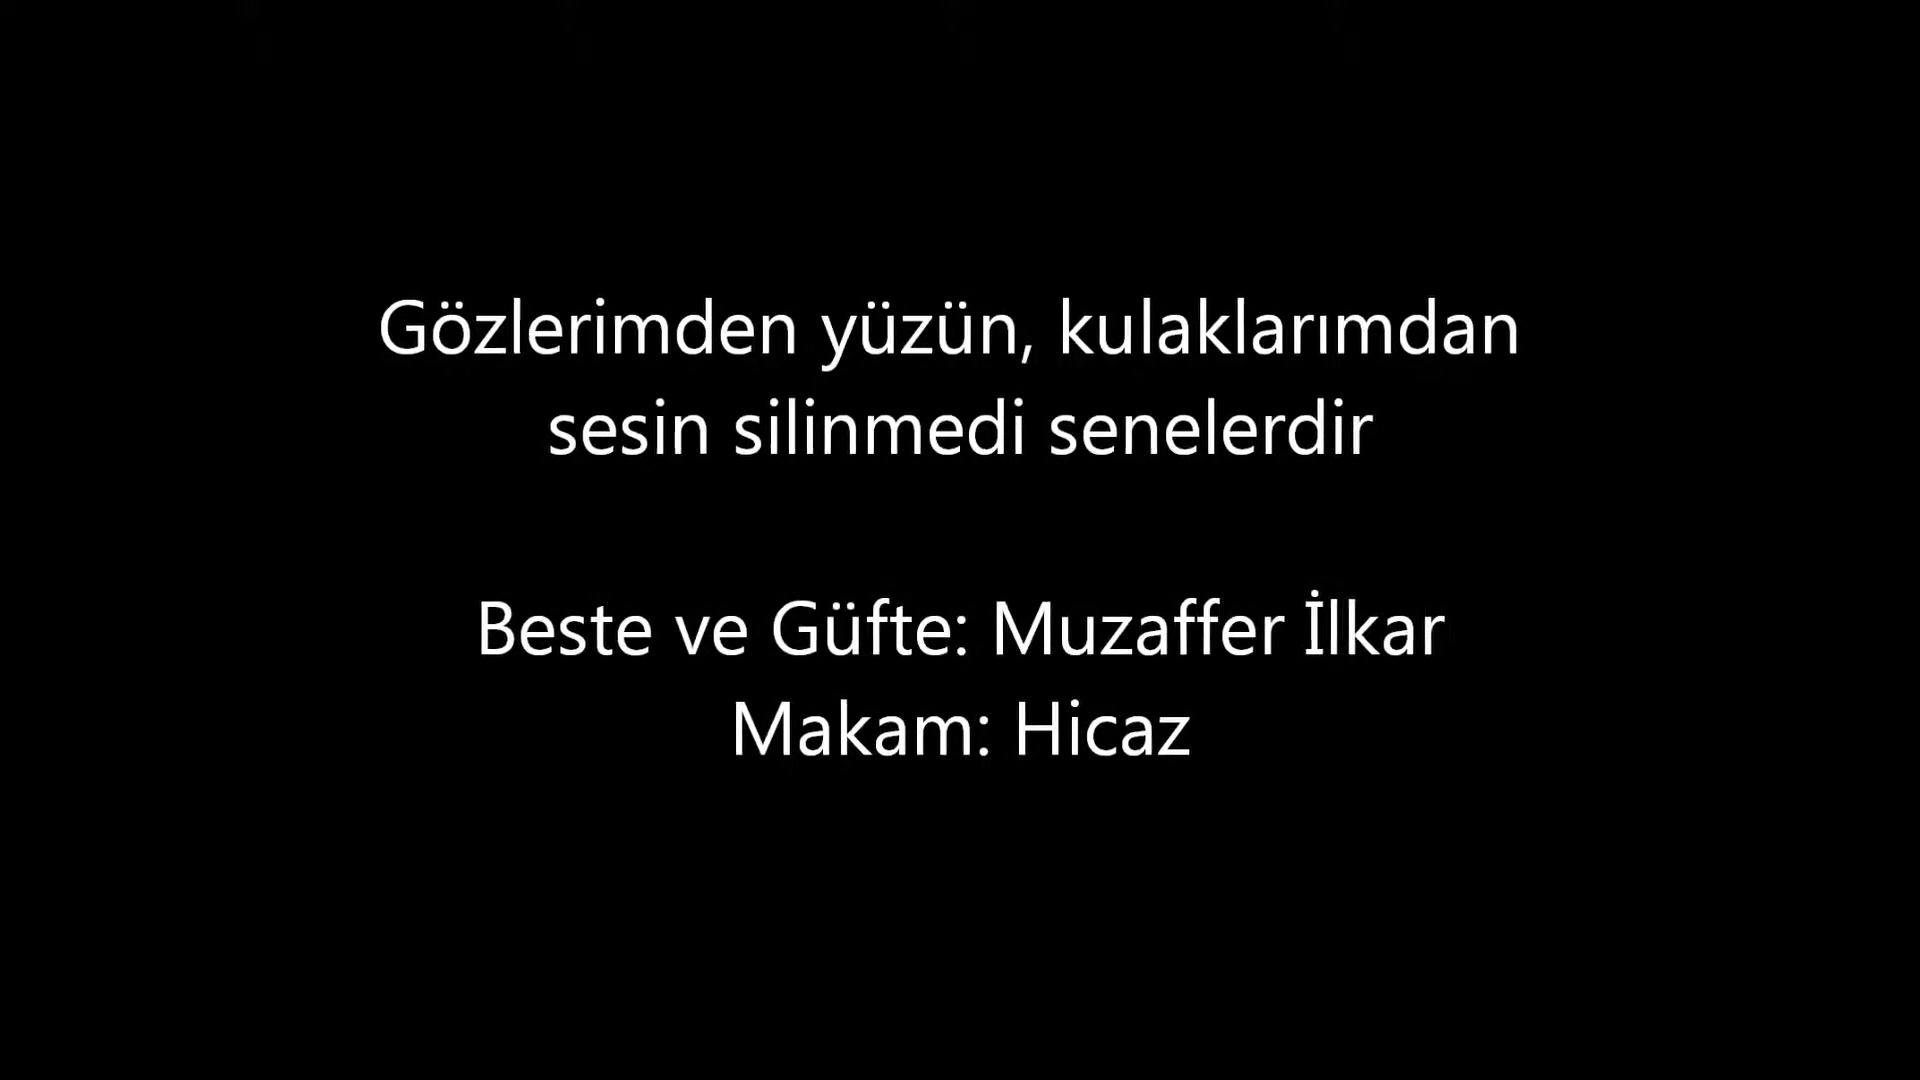 Gözlerimden yüzün, kulaklarımdan
sesin silinmedi senelerdir
Beste ve Güfte: Muzaffer İlkar
Makam: Hicaz